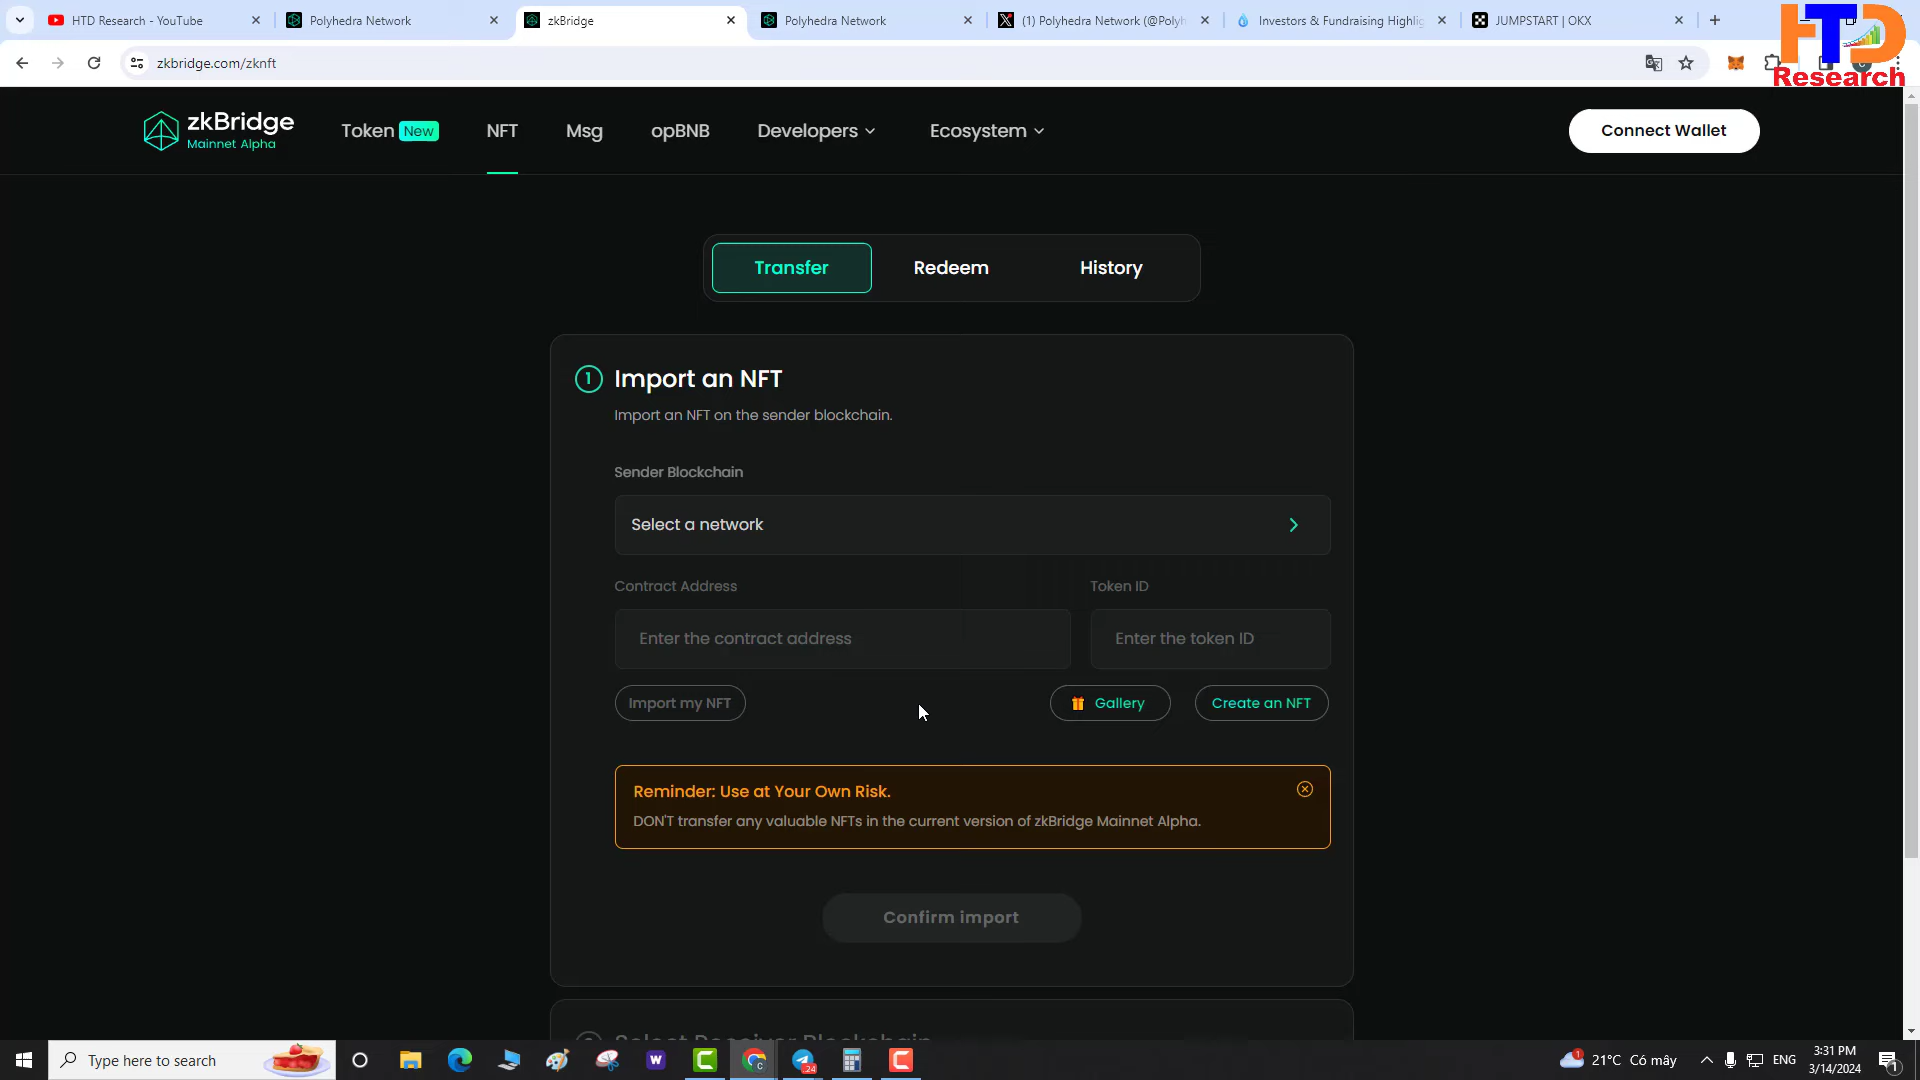 HTD Research - YouTube
Polyhedra Network
zkBridge
Polyhedra Network
(1) Polyhedra Network (@Polyh
Investors & Fundraising Highlig
JUMPSTART | OKX
HTD
Research
zkbridge.com/zknft
zkBridge
Mainnet Alpha
Token New
NFT
Msg
opBNB
Developers
Ecosystem
Connect Wallet
Transfer
Redeem
History
1 Import an NFT
Import an NFT on the sender blockchain.
Sender Blockchain
Select a network
Contract Address
Token ID
Enter the contract address
Enter the token ID
Import my NFT
Gallery
Create an NFT
Reminder: Use at Your Own Risk.
DON'T transfer any valuable NFTs in the current version of zkBridge Mainnet Alpha.
Confirm import
Select Receiver Blockchain
Type here to search
21°C Có mây
ENG
3:31 PM
3/14/2024